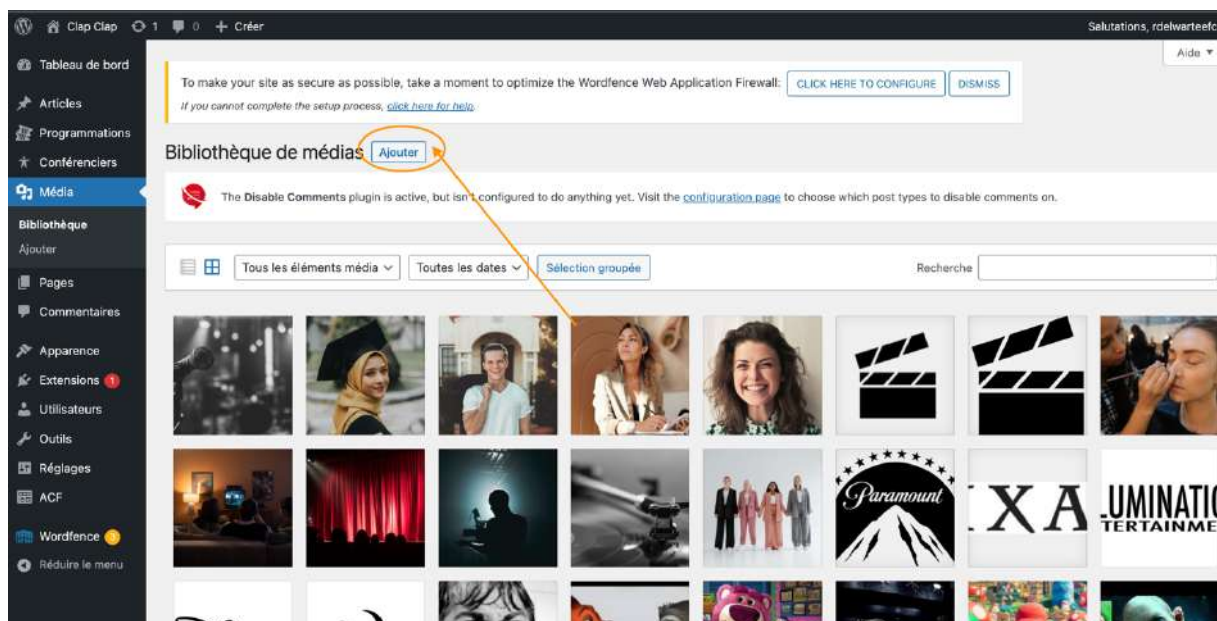 Clap Clap 1 0 + Créer
Salutations, rdelwarteefc
Aide
Tableau de bord
Articles
Programmations
Conférenciers
Média
Bibliothèque
Ajouter
Pages
Commentaires
Apparence
Extensions 1
Utilisateurs
Outils
Réglages
ACF
Wordfence 3
Réduire le menu
To make your site as secure as possible, take a moment to optimize the Wordfence Web Application Firewall: CLICK HERE TO CONFIGURE DISMISS
If you cannot complete the setup process, click here for help.
Bibliothèque de médias Ajouter
The Disable Comments plugin is active, but isn't configured to do anything yet. Visit the configuration page to choose which post types to disable comments on.
Tous les éléments média Toutes les dates Sélection groupée Recherche
Paramount
IXA
LUMINATIO
TERTAINME